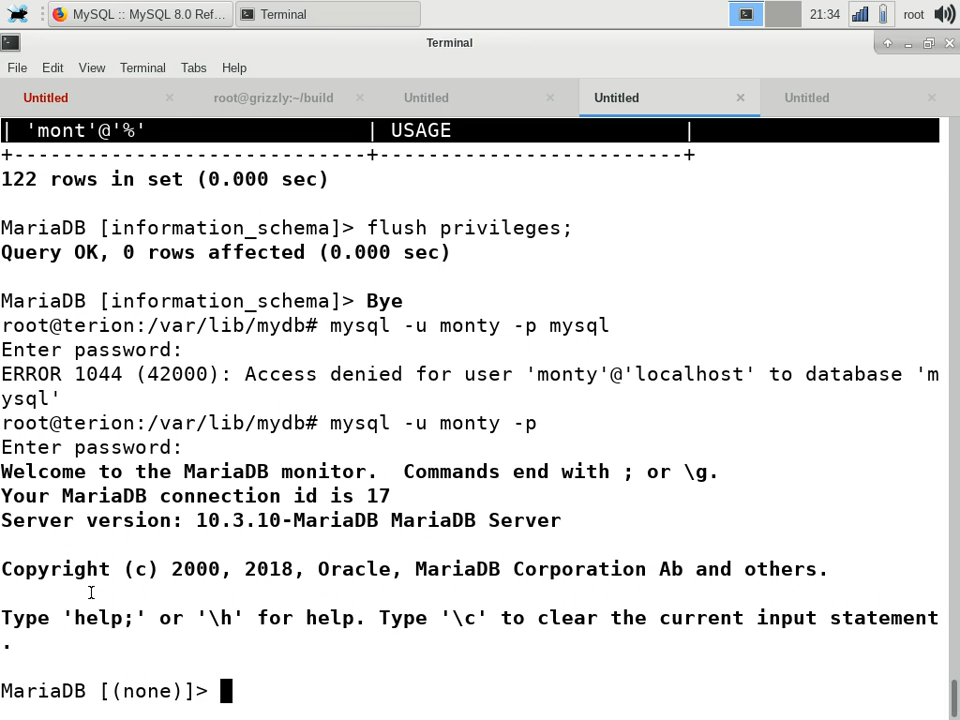 MySQL :: MySQL 8.0 Ref...
Terminal
21:34
root
Terminal
File Edit View Terminal Tabs Help
Untitled
root@grizzly:~/build
Untitled
Untitled
Untitled
| 'mont'@'%' | USAGE |
+-----------------------------+-------------------------+
122 rows in set (0.000 sec)
MariaDB [information_schema]> flush privileges;
Query OK, 0 rows affected (0.000 sec)
MariaDB [information_schema]> Bye
root@terion:/var/lib/mydb# mysql -u monty -p mysql
Enter password:
ERROR 1044 (42000): Access denied for user 'monty'@'localhost' to database 'm
ysql'
root@terion:/var/lib/mydb# mysql -u monty -p
Enter password:
Welcome to the MariaDB monitor.  Commands end with ; or \g.
Your MariaDB connection id is 17
Server version: 10.3.10-MariaDB MariaDB Server
Copyright (c) 2000, 2018, Oracle, MariaDB Corporation Ab and others.
Type 'help;' or '\h' for help. Type '\c' to clear the current input statement
.
MariaDB [(none)]>